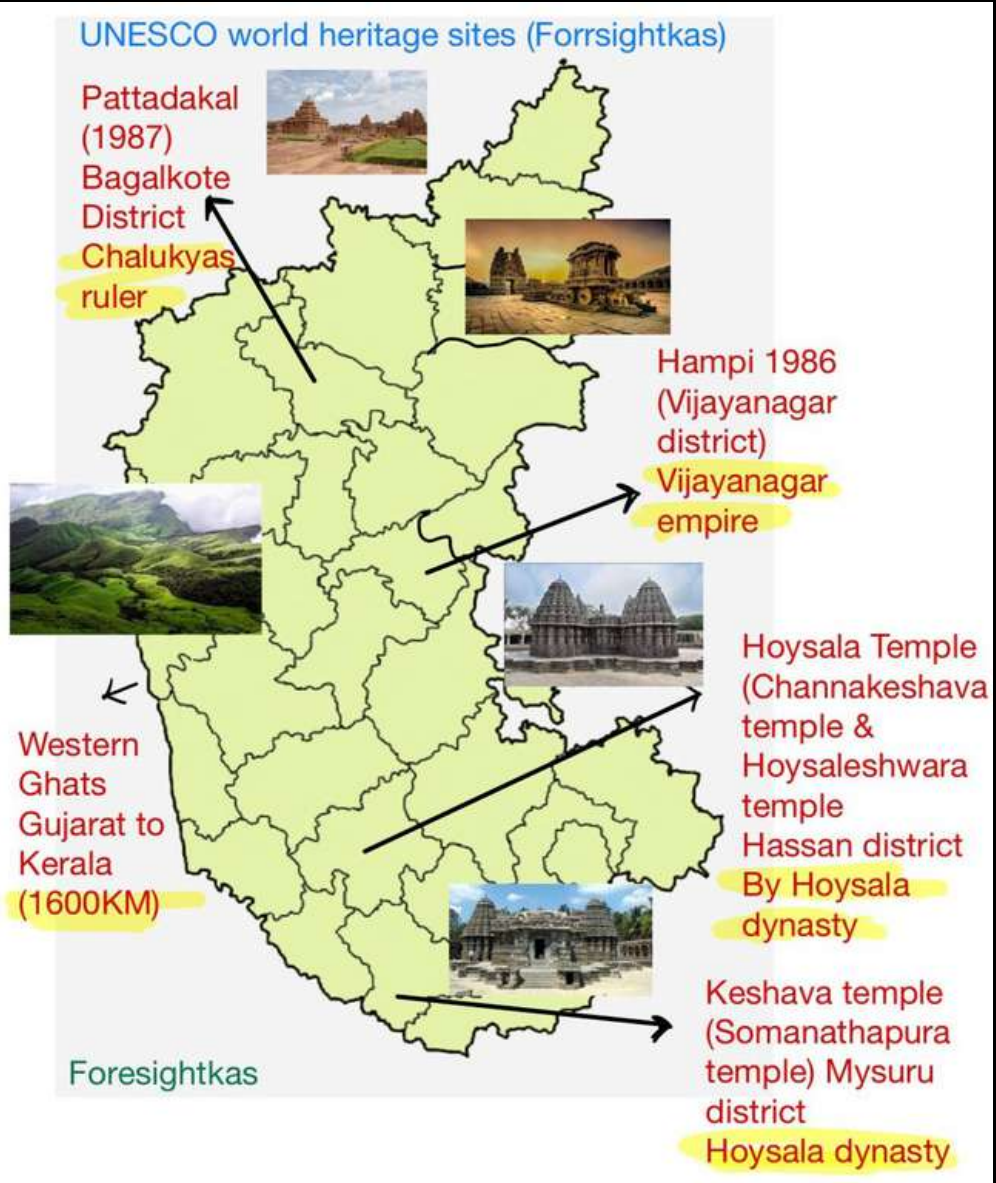 UNESCO world heritage sites (Forrsightkas)
Pattadakal
(1987)
Bagalkote
District
Chalukyas
ruler
Hampi 1986
(Vijayanagar
district)
Vijayanagar
empire
Hoysala Temple
(Channakeshava
temple &
Hoysaleshwara
temple
Hassan district
By Hoysala
dynasty
Western
Ghats
Gujarat to
Kerala
(1600KM)
Keshava temple
(Somanathapura
temple) Mysuru
district
Hoysala dynasty
Foresightkas